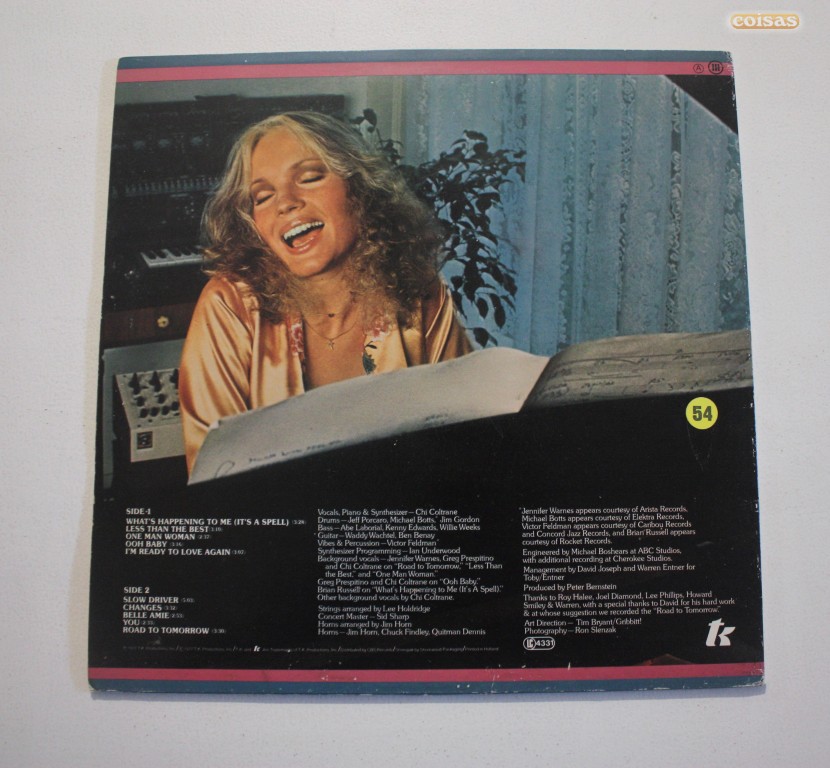 coisas
54
SIDE 1
WHAT'S HAPPENING TO ME (IT'S A SPELL)
LESS THAN THE BEST
ONE MAN WOMAN
OOH BABY
I'M READY TO LOVE AGAIN
SIDE 2
SLOW DRIVER
CHANGES
BELLE AMIE
YOU
ROAD TO TOMORROW
Vocals, Piano & Synthesizer—Chi Coltrane
Drums—Jeff Porcaro, Michael Botts,* Jim Gordon
Bass—Abe Laborial, Kenny Edwards, Willie Weeks
Guitar—Waddy Wachtel, Ben Benay
Vibes & Percussion—Victor Feldman*
Synthesizer Programming—Ian Underwood
Background vocals—Jennifer Warnes, Greg Prespitino
and Chi Coltrane on "Road to Tomorrow," "Less Than
the Best," and "One Man Woman."
Greg Prespitino and Chi Coltrane on "Ooh Baby."
Brian Russell on "What's Happening to Me (It's A Spell)."
Other background vocals by Chi Coltrane.
Strings arranged by Lee Holdridge
Concert Master—Sid Sharp
Horns arranged by Jim Horn
Horns—Jim Horn, Chuck Findley, Quitman Dennis
*Jennifer Warnes appears courtesy of Arista Records,
Michael Botts appears courtesy of Elektra Records,
Victor Feldman appears courtesy of Cariboy Records
and Concord Jazz Records, and Brian Russell appears
courtesy of Rocket Records.
Engineered by Michael Boshears at ABC Studios,
with additional recording at Cherokee Studios.
Management by David Joseph and Warren Entner for
Toby/Entner
Produced by Peter Bernstein
Thanks to Roy Halee, Joel Diamond, Lee Phillips, Howard
Smiley & Warren, with a special thanks to David for his hard work
& at whose suggestion we recorded the "Road to Tomorrow."
Art Direction—Tim Bryant/Gribbitt!
Photography—Ron Slenzak
LC 4331
tk